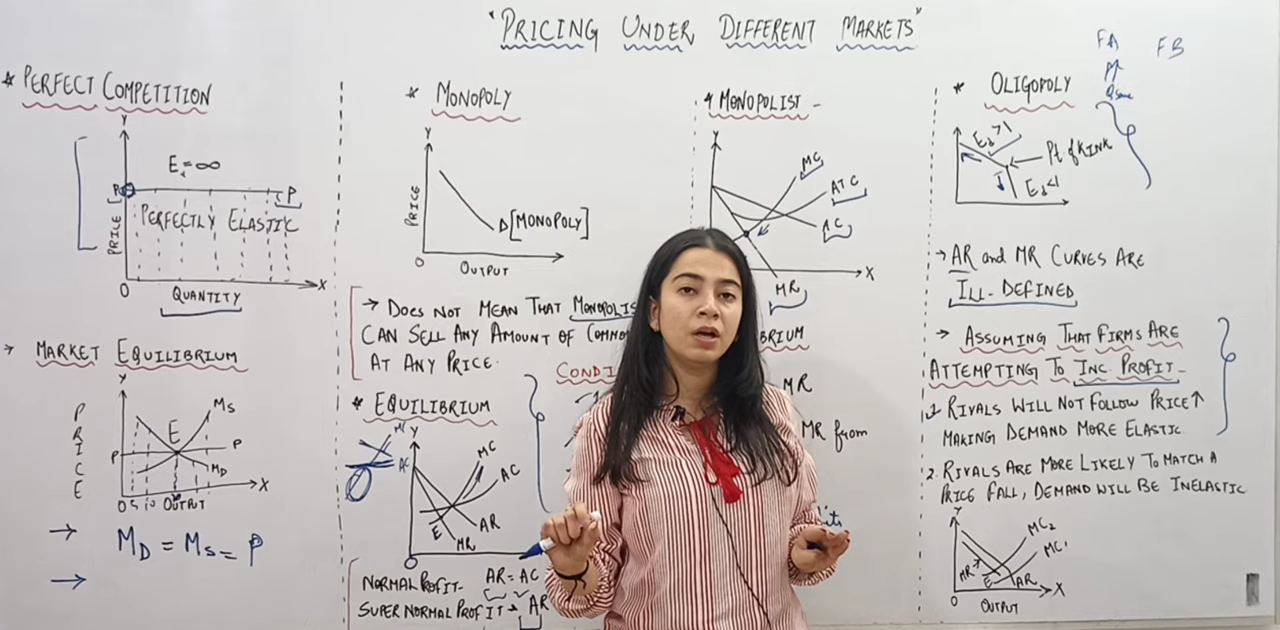 "PRICING UNDER DIFFERENT MARKETS"
* PERFECT COMPETITION
Y
Ed = ∞
P
P
PRICE
PERFECTLY ELASTIC
O
QUANTITY
X
→ MARKET EQUILIBRIUM
Y
PRICE
MS
E
P
P
MD
O 5 10 OUTPUT
X
→ MD = MS = P
→
* MONOPOLY
Y
PRICE
D [MONOPOLY]
O
OUTPUT
→ DOES NOT MEAN THAT
CAN SELL ANY AMOUNT OF
AT ANY PRICE.
* EQUILIBRIUM
Y
MC
AC
MC
AC
E
AR
MR
O
NORMAL PROFIT- AR = AC
SUPER NORMAL PROFIT → AR
MONOPOLIST -
Y
MC
ATC
AC
X
MR
MR
MR from
* OLIGOPOLY
FA FB
Ed>1
Pt of KINK
Ed<1
→ AR and MR CURVES ARE
ILL-DEFINED
→ ASSUMING THAT FIRMS ARE
ATTEMPTING TO INC. PROFIT-
1. RIVALS WILL NOT FOLLOW PRICE↑
MAKING DEMAND MORE ELASTIC
2. RIVALS ARE MORE LIKELY TO MATCH A
PRICE FALL, DEMAND WILL BE INELASTIC
Y
MC2
MC1
MR
E
AR
O
OUTPUT
X